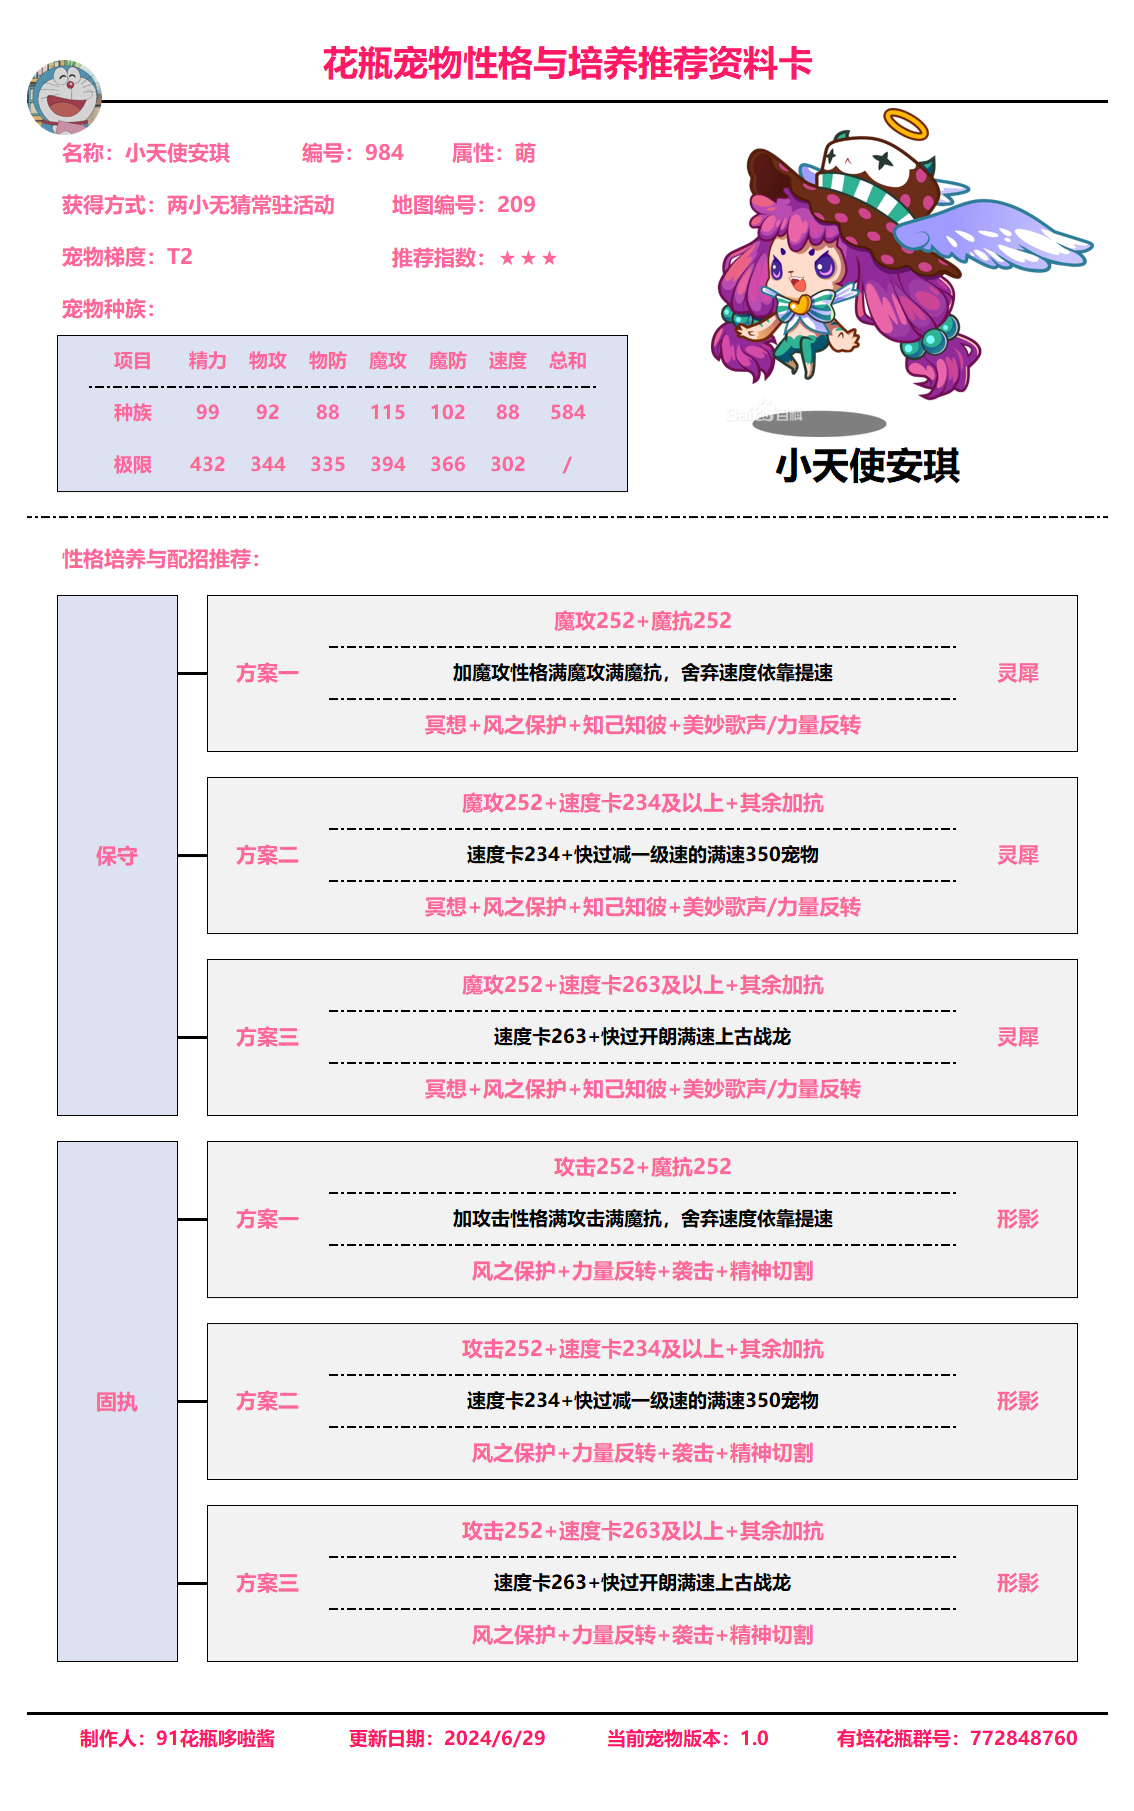 花瓶宠物性格与培养推荐资料卡
名称：小天使安琪 编号：984 属性：萌
获得方式：两小无猜常驻活动 地图编号：209
宠物梯度：T2 推荐指数：★★★
宠物种族：
项目 精力 物攻 物防 魔攻 魔防 速度 总和
种族 99 92 88 115 102 88 584
极限 432 344 335 394 366 302 /
Baidu百科
小天使安琪
性格培养与配招推荐：
保守
魔攻252+魔抗252
方案一 加魔攻性格满魔攻满魔抗，舍弃速度依靠提速 灵犀
冥想+风之保护+知己知彼+美妙歌声/力量反转
魔攻252+速度卡234及以上+其余加抗
方案二 速度卡234+快过减一级速的满速350宠物 灵犀
冥想+风之保护+知己知彼+美妙歌声/力量反转
魔攻252+速度卡263及以上+其余加抗
方案三 速度卡263+快过开朗满速上古战龙 灵犀
冥想+风之保护+知己知彼+美妙歌声/力量反转
固执
攻击252+魔抗252
方案一 加攻击性格满攻击满魔抗，舍弃速度依靠提速 形影
风之保护+力量反转+袭击+精神切割
攻击252+速度卡234及以上+其余加抗
方案二 速度卡234+快过减一级速的满速350宠物 形影
风之保护+力量反转+袭击+精神切割
攻击252+速度卡263及以上+其余加抗
方案三 速度卡263+快过开朗满速上古战龙 形影
风之保护+力量反转+袭击+精神切割
制作人：91花瓶哆啦酱 更新日期：2024/6/29 当前宠物版本：1.0 有培花瓶群号：772848760